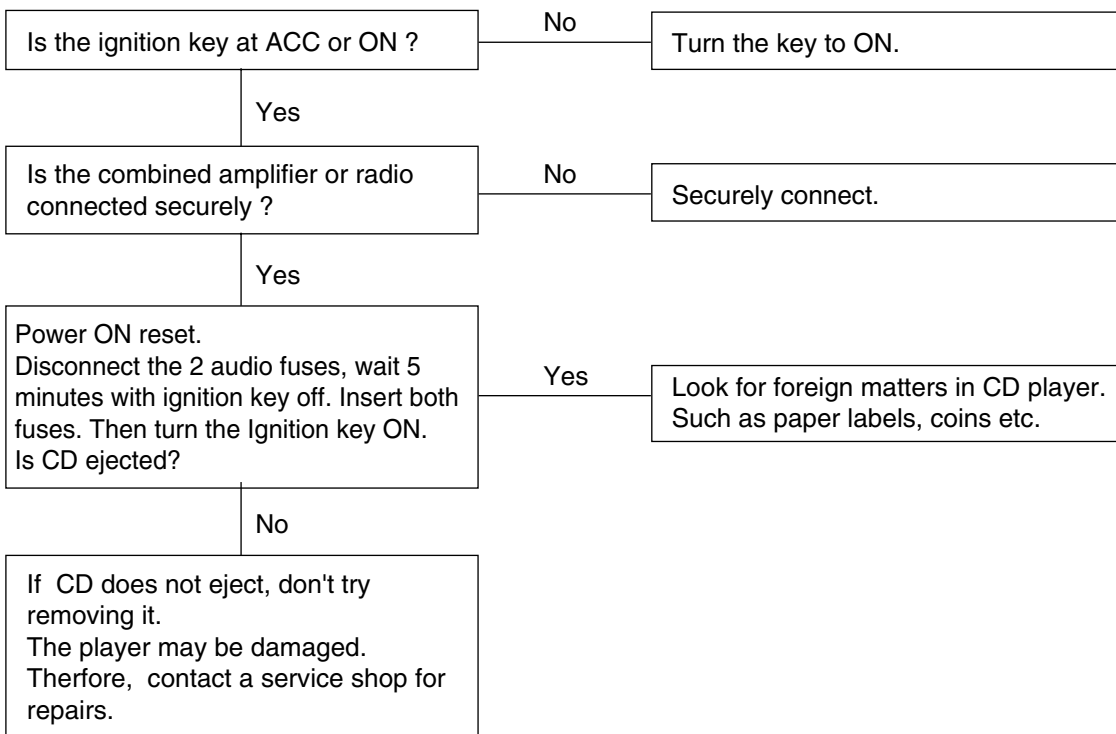 Is the ignition key at ACC or ON ?
No
Turn the key to ON.
Yes
Is the combined amplifier or radio
connected securely ?
No
Securely connect.
Yes
Power ON reset.
Disconnect the 2 audio fuses, wait 5
minutes with ignition key off. Insert both
fuses. Then turn the Ignition key ON.
Is CD ejected?
Yes
Look for foreign matters in CD player.
Such as paper labels, coins etc.
No
If CD does not eject, don't try
removing it.
The player may be damaged.
Therfore, contact a service shop for
repairs.